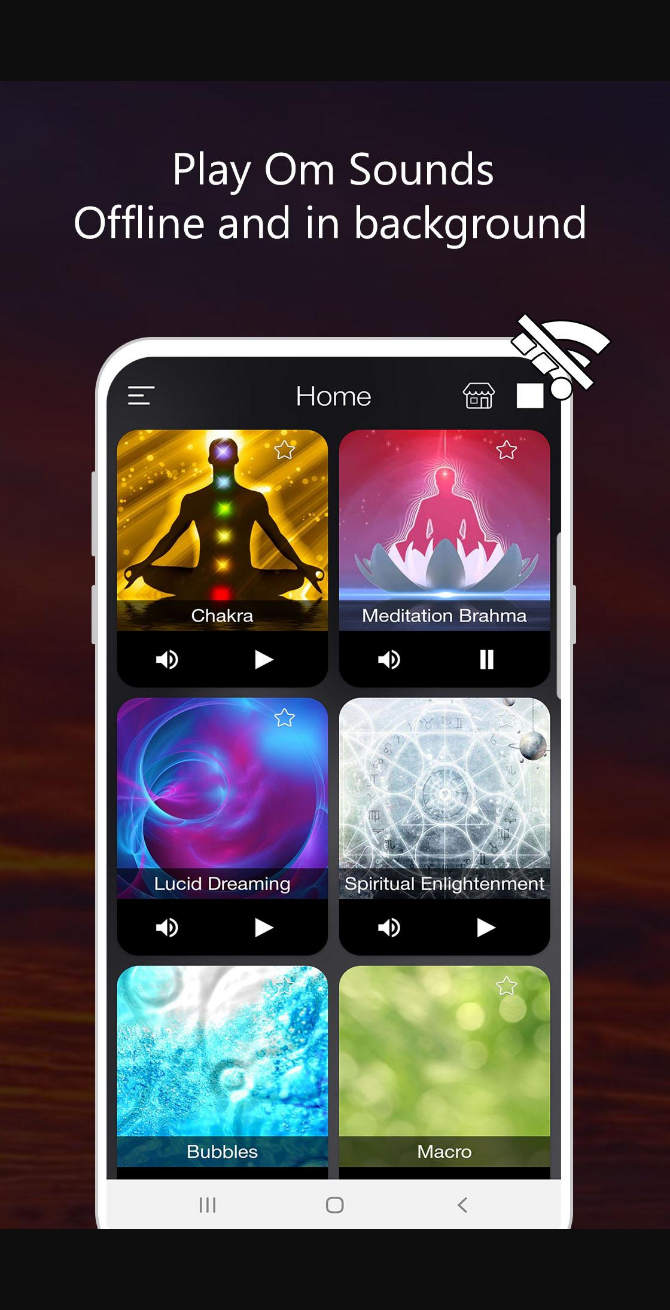 Play Om Sounds
Offline and in background
Home
Chakra
Meditation Brahma
Lucid Dreaming
Spiritual Enlightenment
Bubbles
Macro